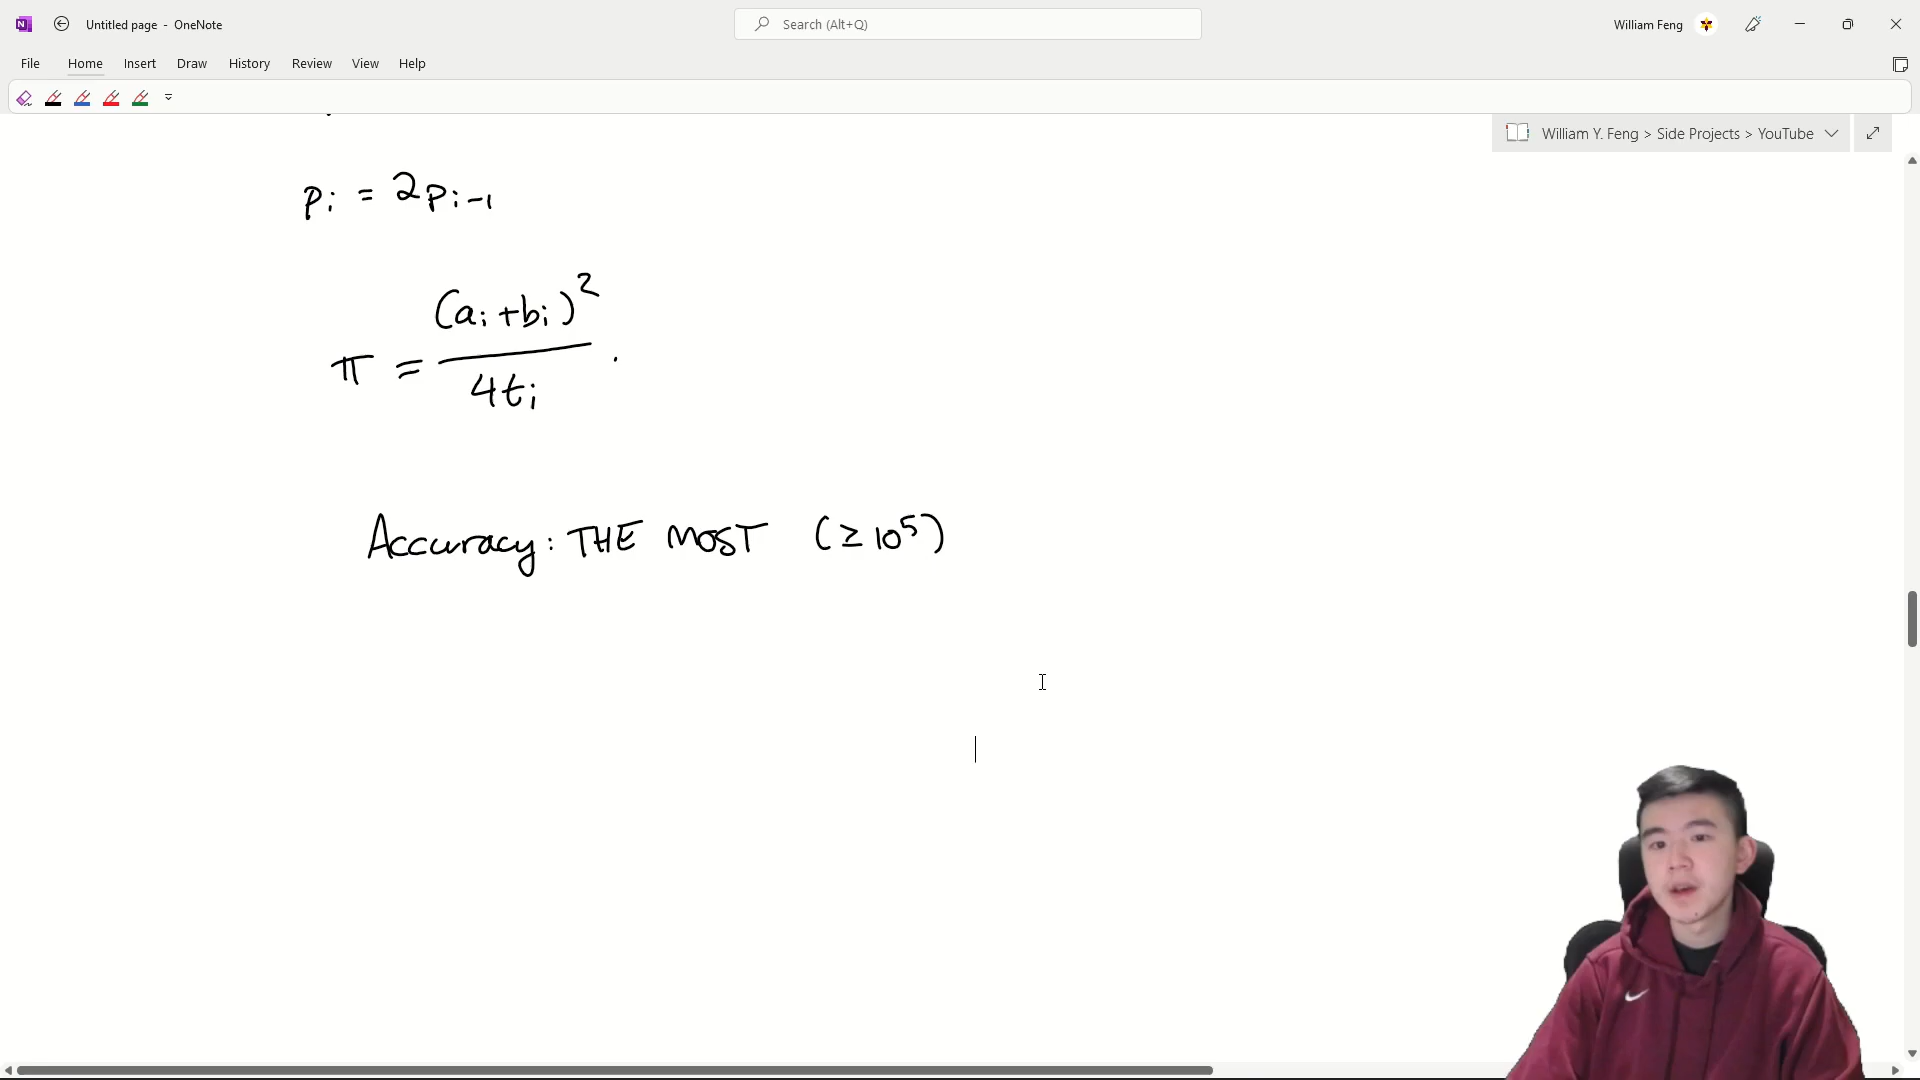 Untitled page - OneNote
Search (Alt+Q)
William Feng
File Home Insert Draw History Review View Help
William Y. Feng > Side Projects > YouTube
pᵢ = 2pᵢ₋₁
π = (aᵢ+bᵢ)² / 4tᵢ .
Accuracy: THE MOST (≥ 10⁵)